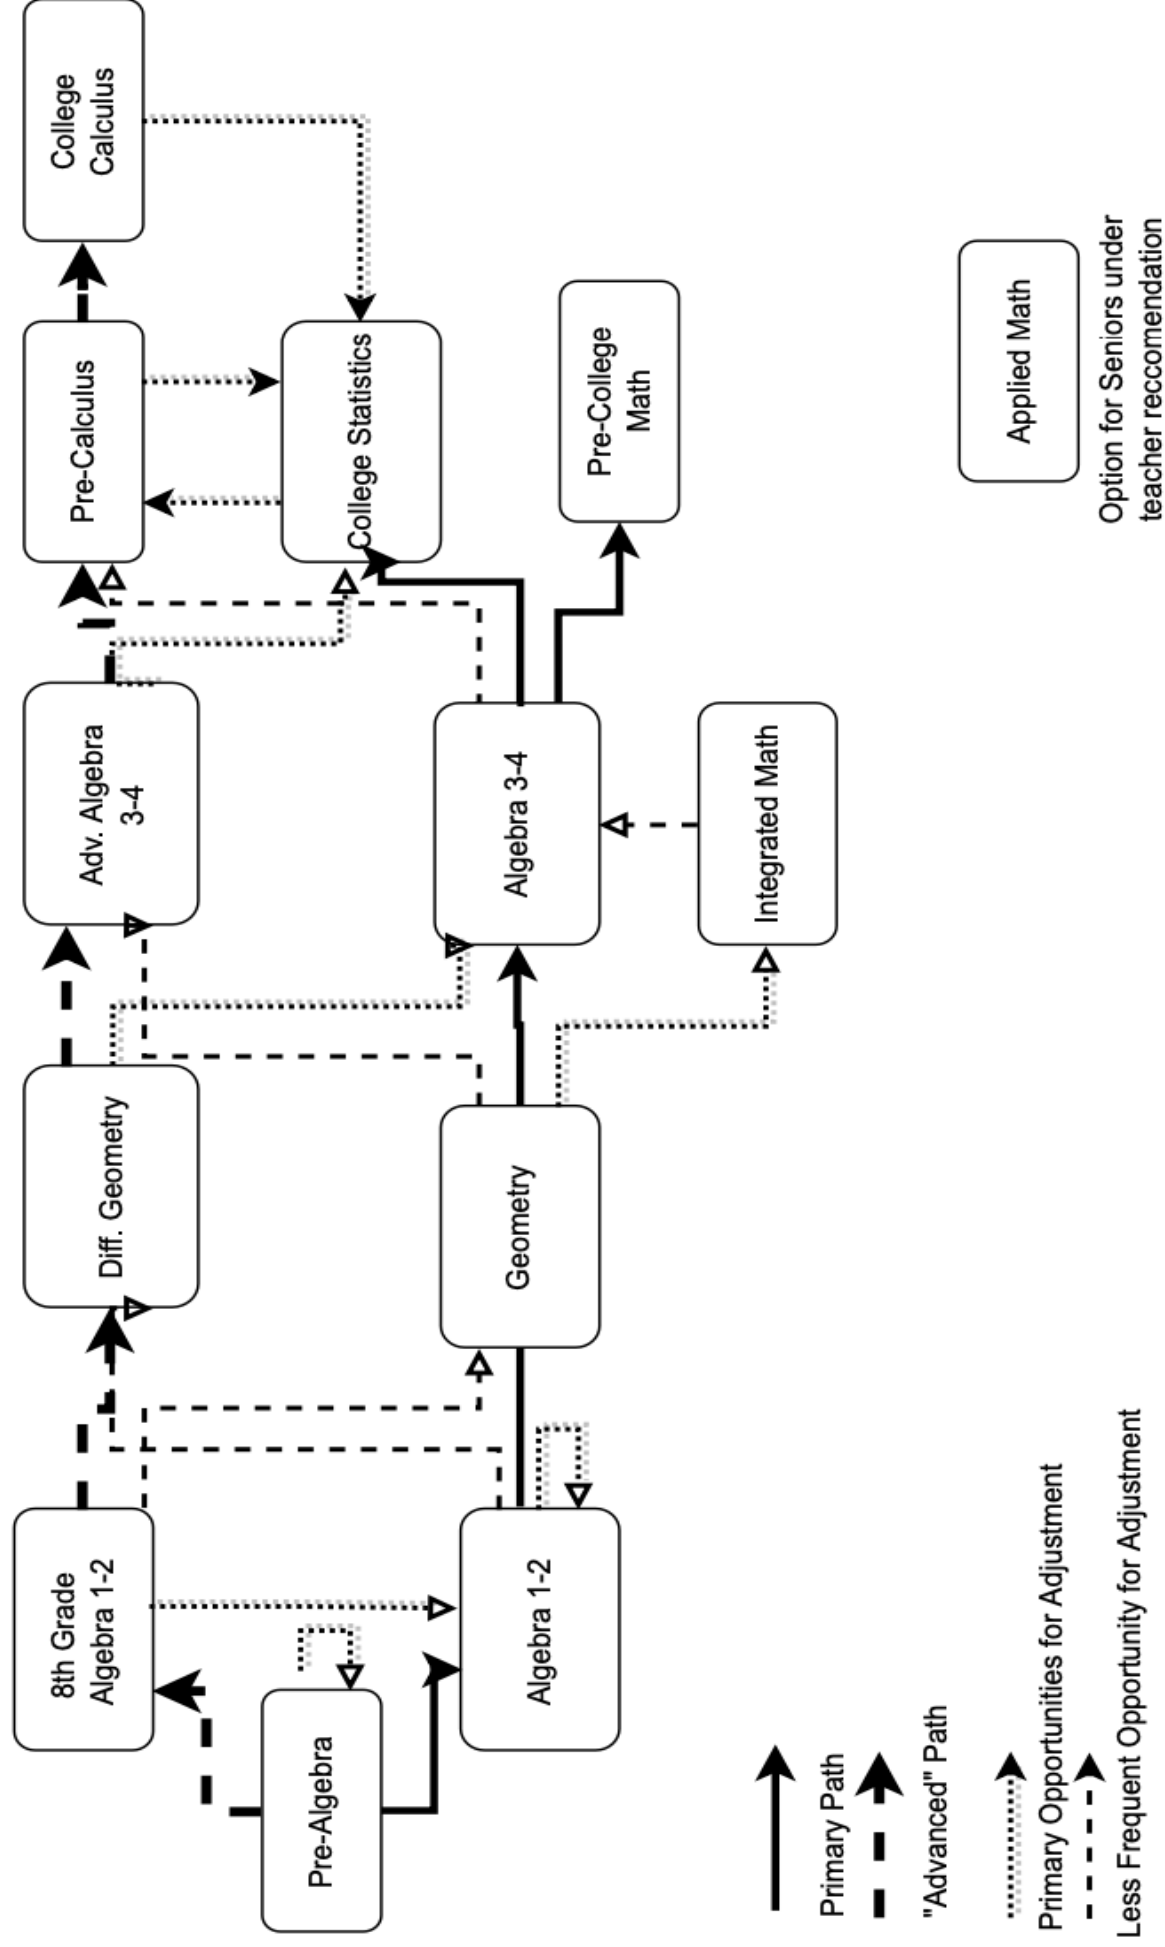 8th Grade
Algebra 1-2
Diff. Geometry
Adv. Algebra
3-4
Pre-Calculus
College
Calculus
Pre-Algebra
College Statistics
Algebra 1-2
Geometry
Algebra 3-4
Pre-College
Math
Integrated Math
Primary Path
"Advanced" Path
Applied Math
Primary Opportunities for Adjustment
Less Frequent Opportunity for Adjustment
Option for Seniors under
teacher reccomendation